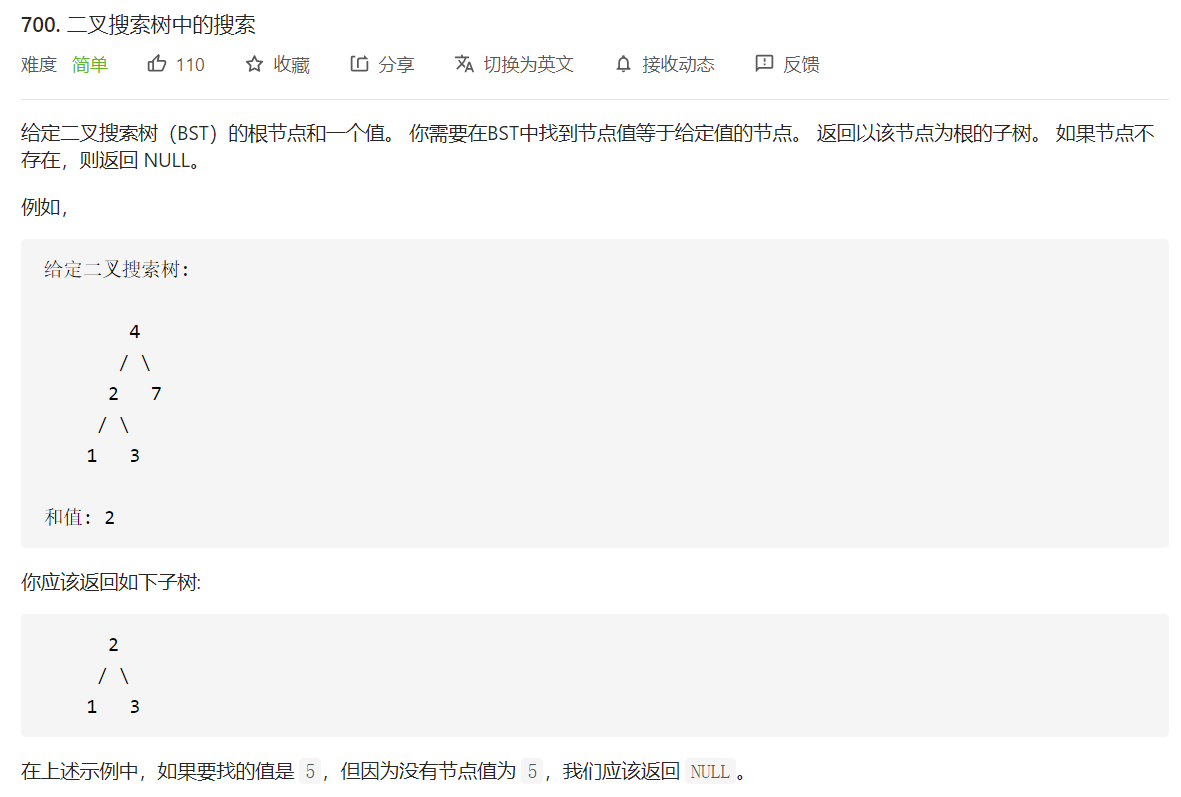 700. 二叉搜索树中的搜索
难度 简单 110 收藏 分享 切换为英文 接收动态 反馈
给定二叉搜索树（BST）的根节点和一个值。 你需要在BST中找到节点值等于给定值的节点。 返回以该节点为根的子树。 如果节点不
存在，则返回 NULL。
例如，
给定二叉搜索树:
4
/ \
2 7
/ \
1 3
和值: 2
你应该返回如下子树:
2
/ \
1 3
在上述示例中，如果要找的值是 5，但因为没有节点值为 5，我们应该返回 NULL。